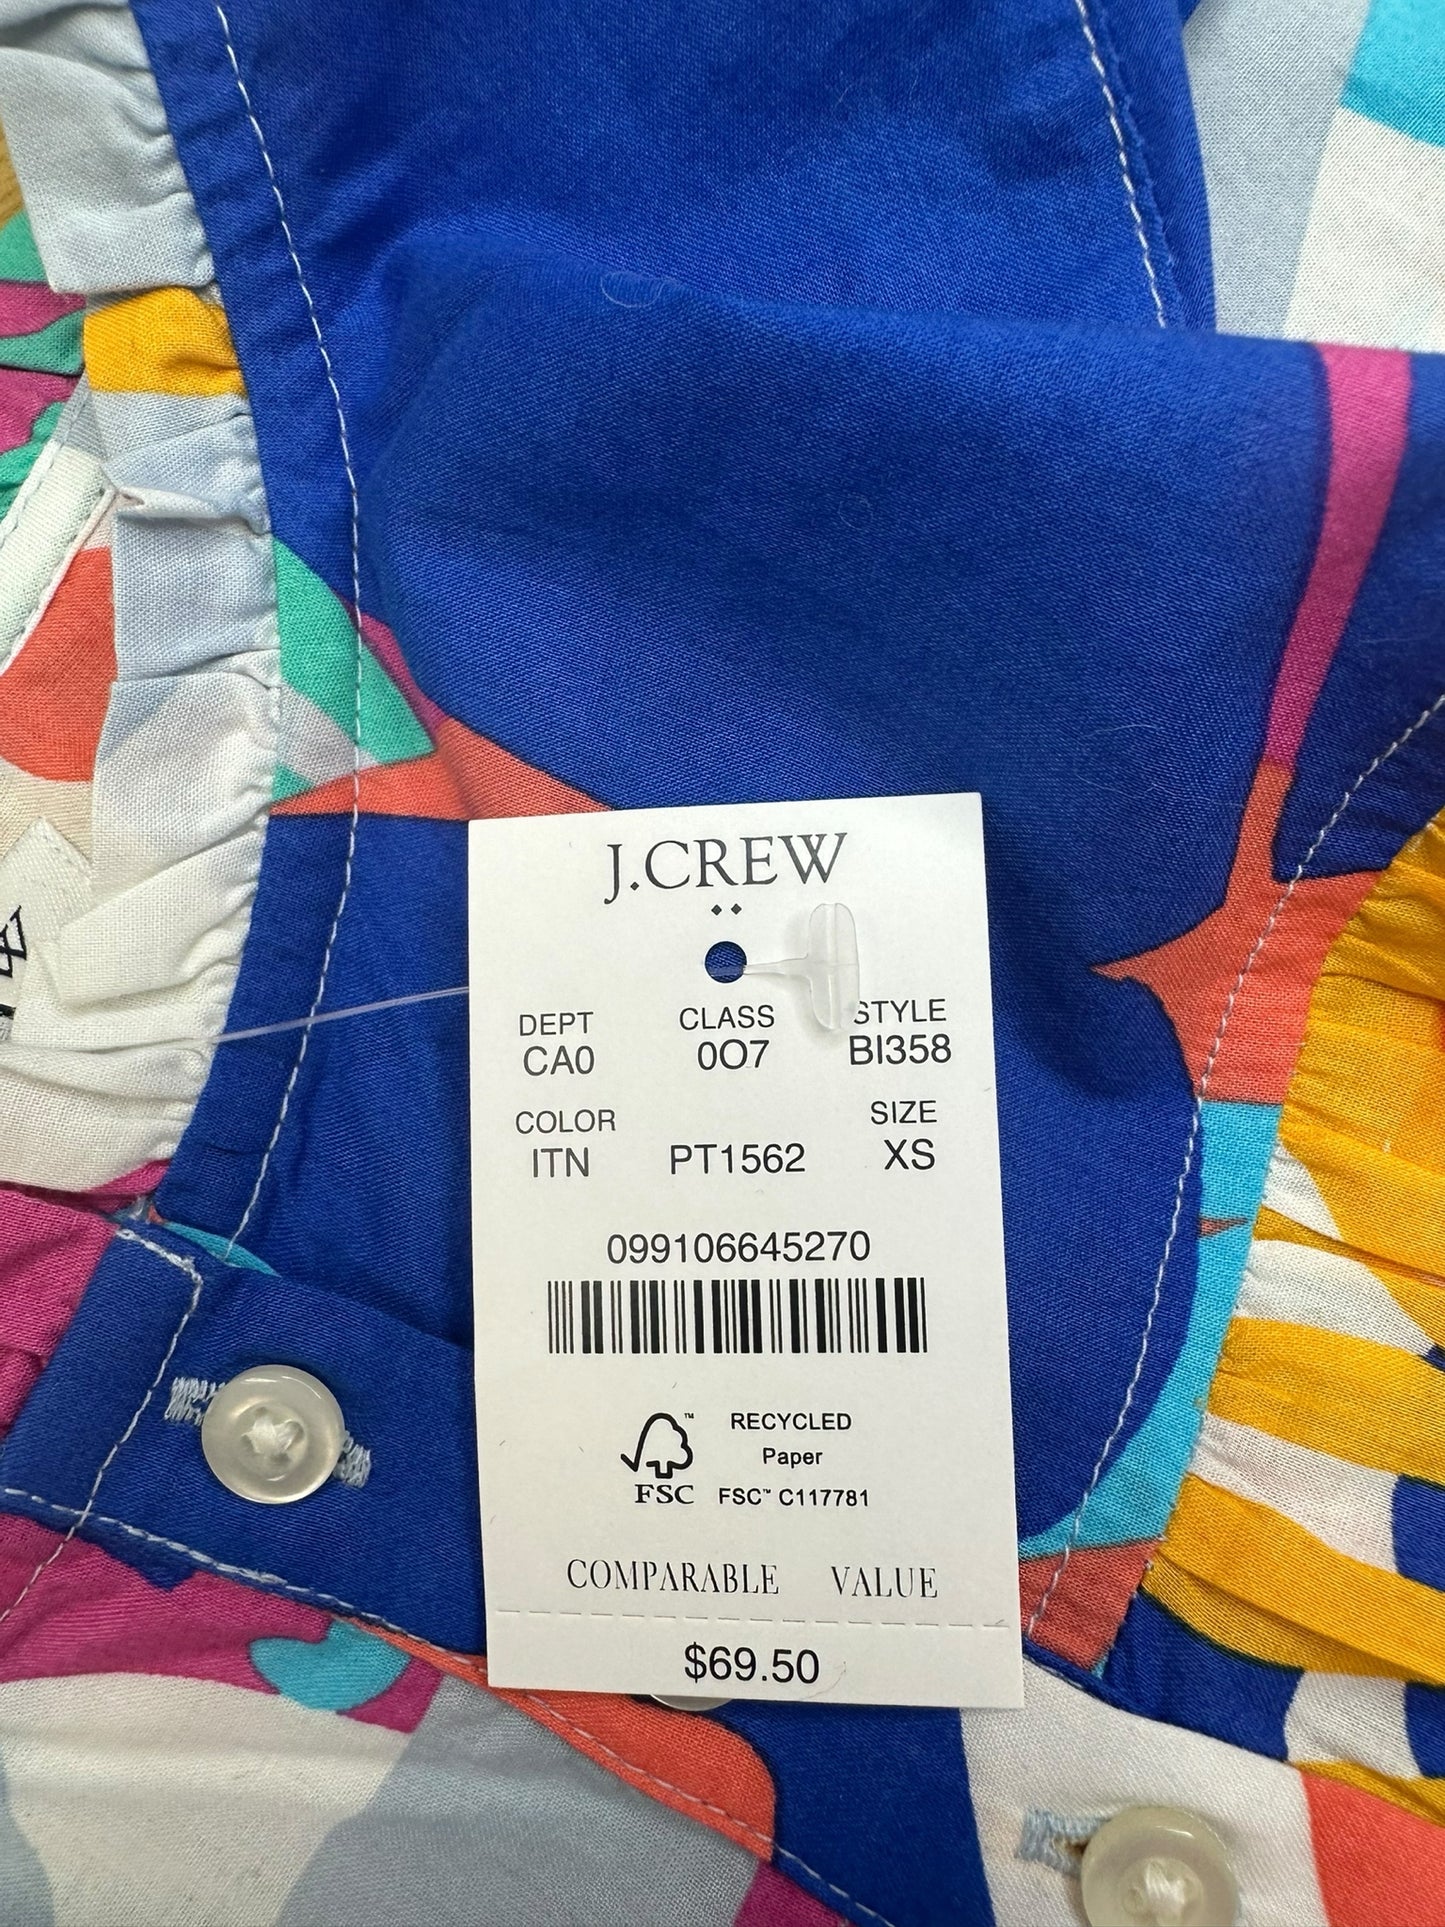 J.CREW
DEPT CLASS STYLE
CA0 0O7 BI358
COLOR SIZE
ITN PT1562 XS
099106645270
RECYCLED
Paper
FSC™ FSC™ C117781
COMPARABLE VALUE
$69.50